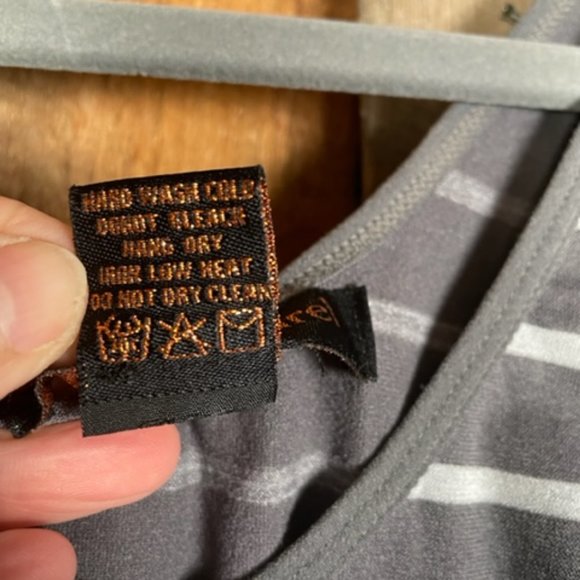 HAND WASH COLD
DO NOT BLEACH
HANG DRY
IRON LOW HEAT
DO NOT DRY CLEAN